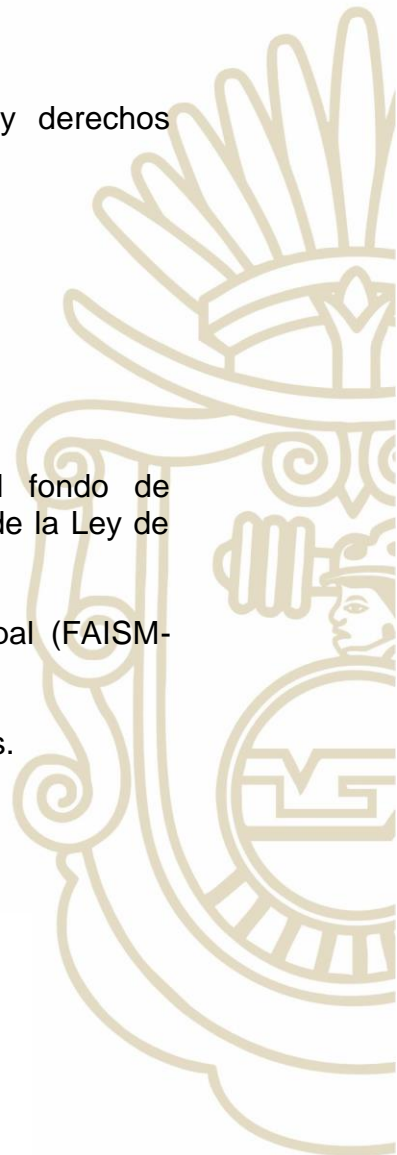 y derechos
l fondo de
de la Ley de
pal (FAISM-
s.